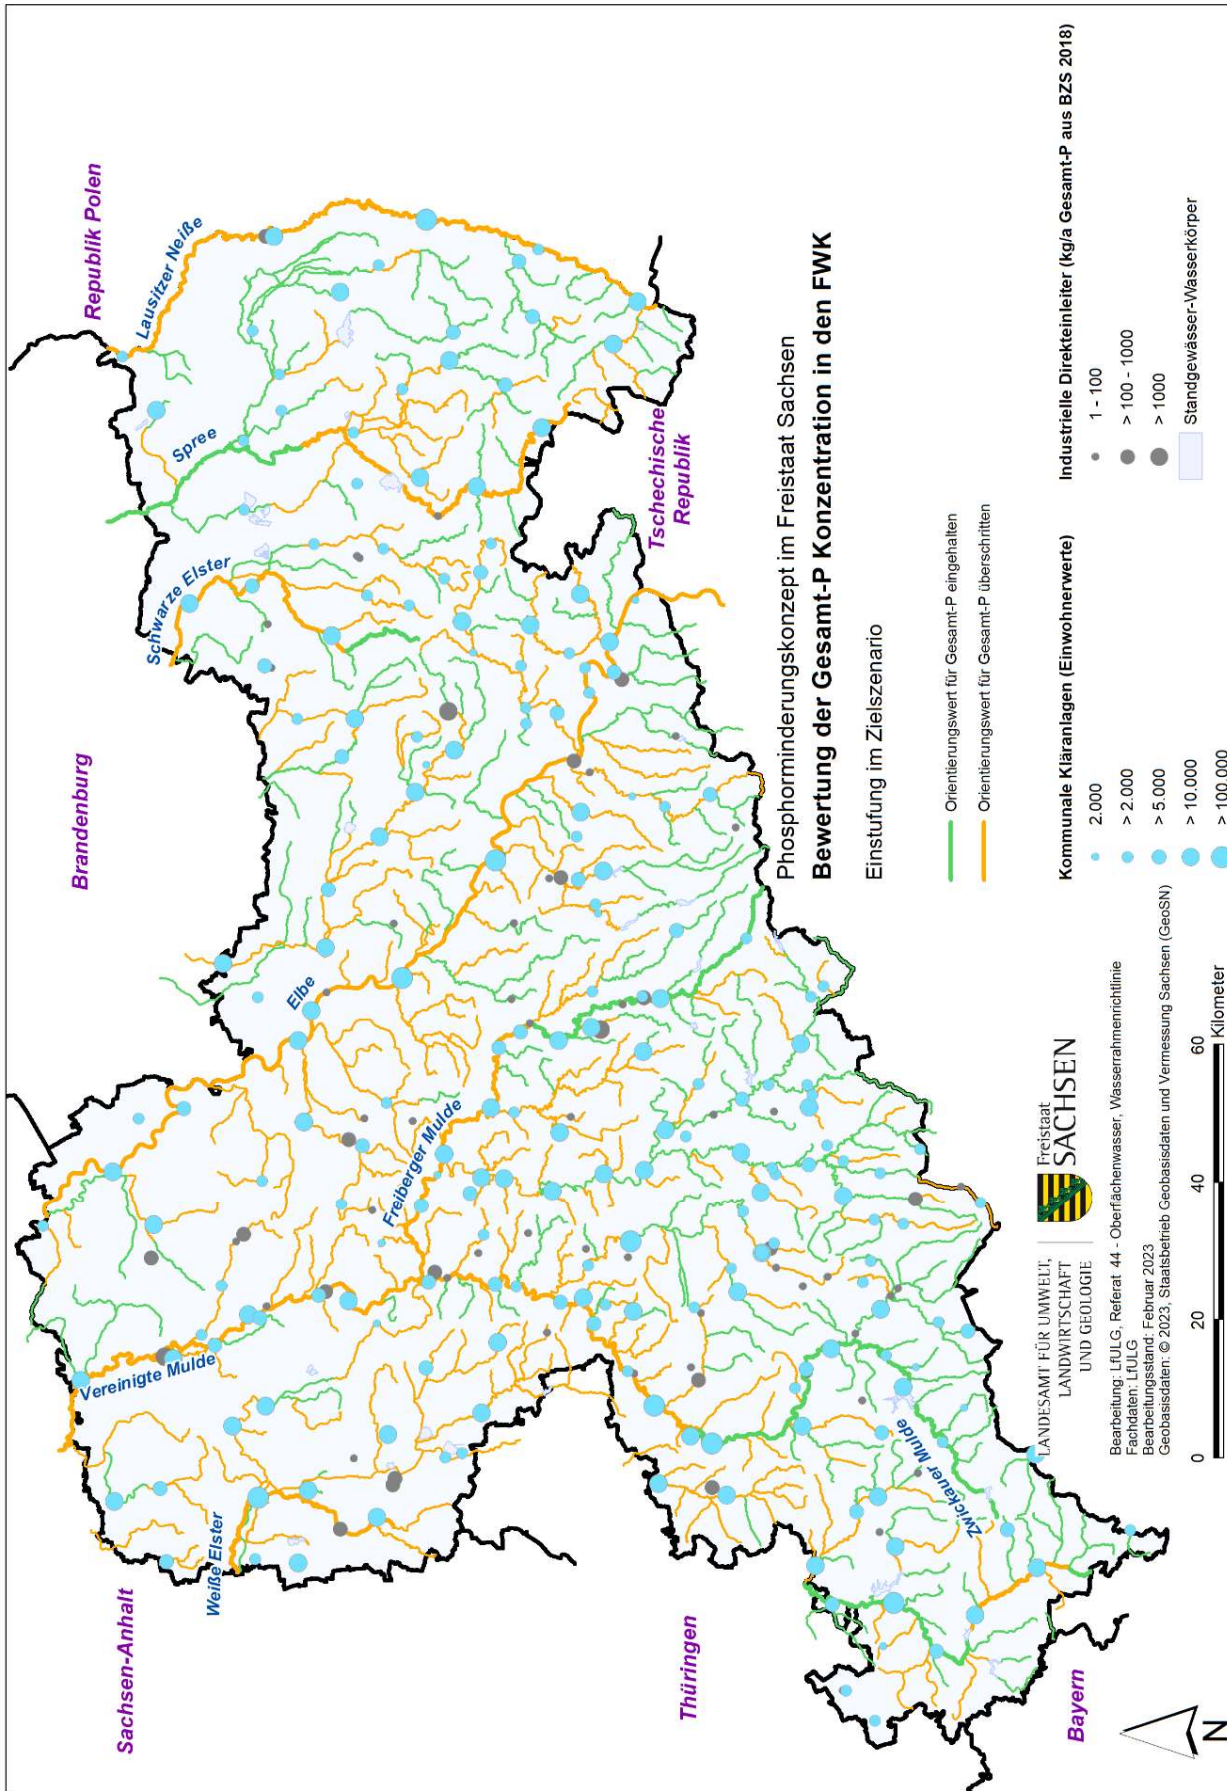 Sachsen-Anhalt
Brandenburg
Republik Polen
Thüringen
Bayern
Tschechische
Republik
Weiße Elster
Vereinigte Mulde
Freiberger Mulde
Zwickauer Mulde
Elbe
Schwarze Elster
Spree
Lausitzer Neiße
Phosphorminderungskonzept im Freistaat Sachsen
Bewertung der Gesamt-P Konzentration in den FWK
Einstufung im Zielszenario
Orientierungswert für Gesamt-P eingehalten
Orientierungswert für Gesamt-P überschritten
Kommunale Kläranlagen (Einwohnerwerte)
2.000
> 2.000
> 5.000
> 10.000
> 100.000
Industrielle Direkteinleiter (kg/a Gesamt-P aus BZS 2018)
1 - 100
> 100 - 1000
> 1000
Standgewässer-Wasserkörper
LANDESAMT FÜR UMWELT,
LANDWIRTSCHAFT
UND GEOLOGIE
Freistaat
SACHSEN
Bearbeitung: LfULG, Referat 44 - Oberflächenwasser, Wasserrahmenrichtlinie
Fachdaten: LfULG
Bearbeitungsstand: Februar 2023
Geobasisdaten: © 2023, Staatsbetrieb Geobasisdaten und Vermessung Sachsen (GeoSN)
0 20 40 60
Kilometer
N